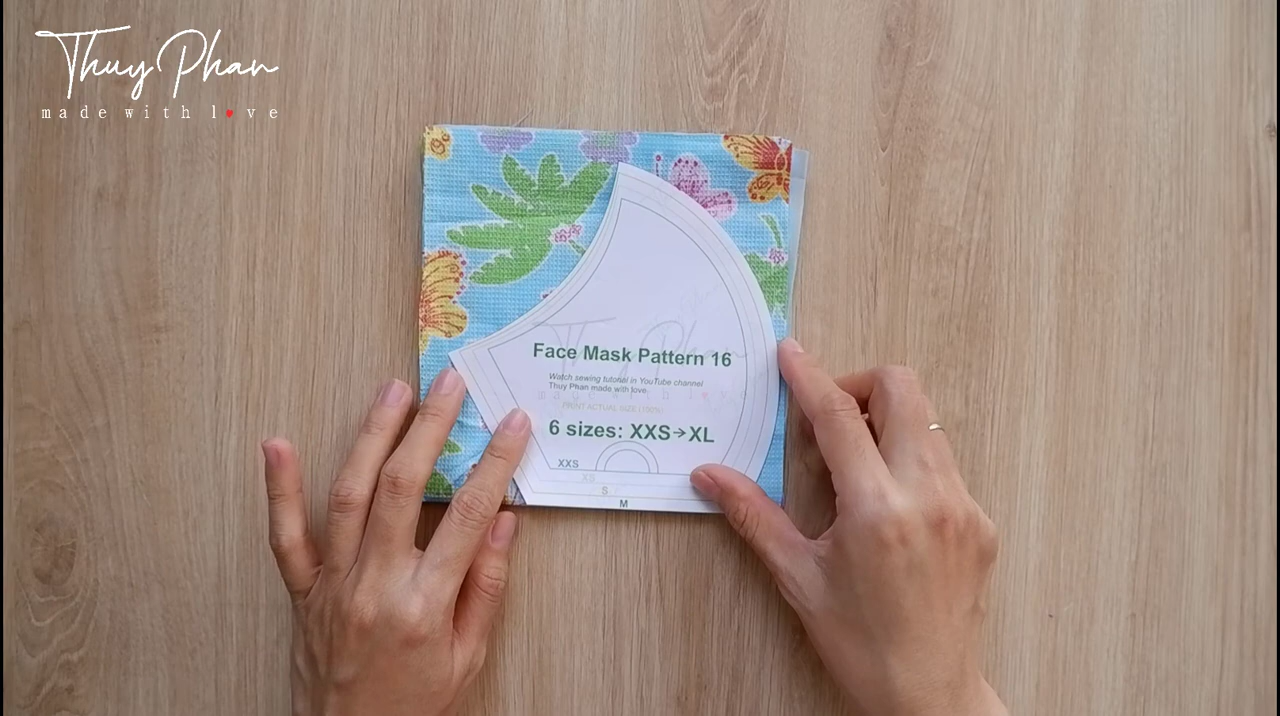 Thuy Phan
made with love
Face Mask Pattern 16
Watch sewing tutorial in YouTube channel
Thuy Phan made with love.
PRINT ACTUAL SIZE (100%)
6 sizes: XXS→XL
XXS
XS
S
M